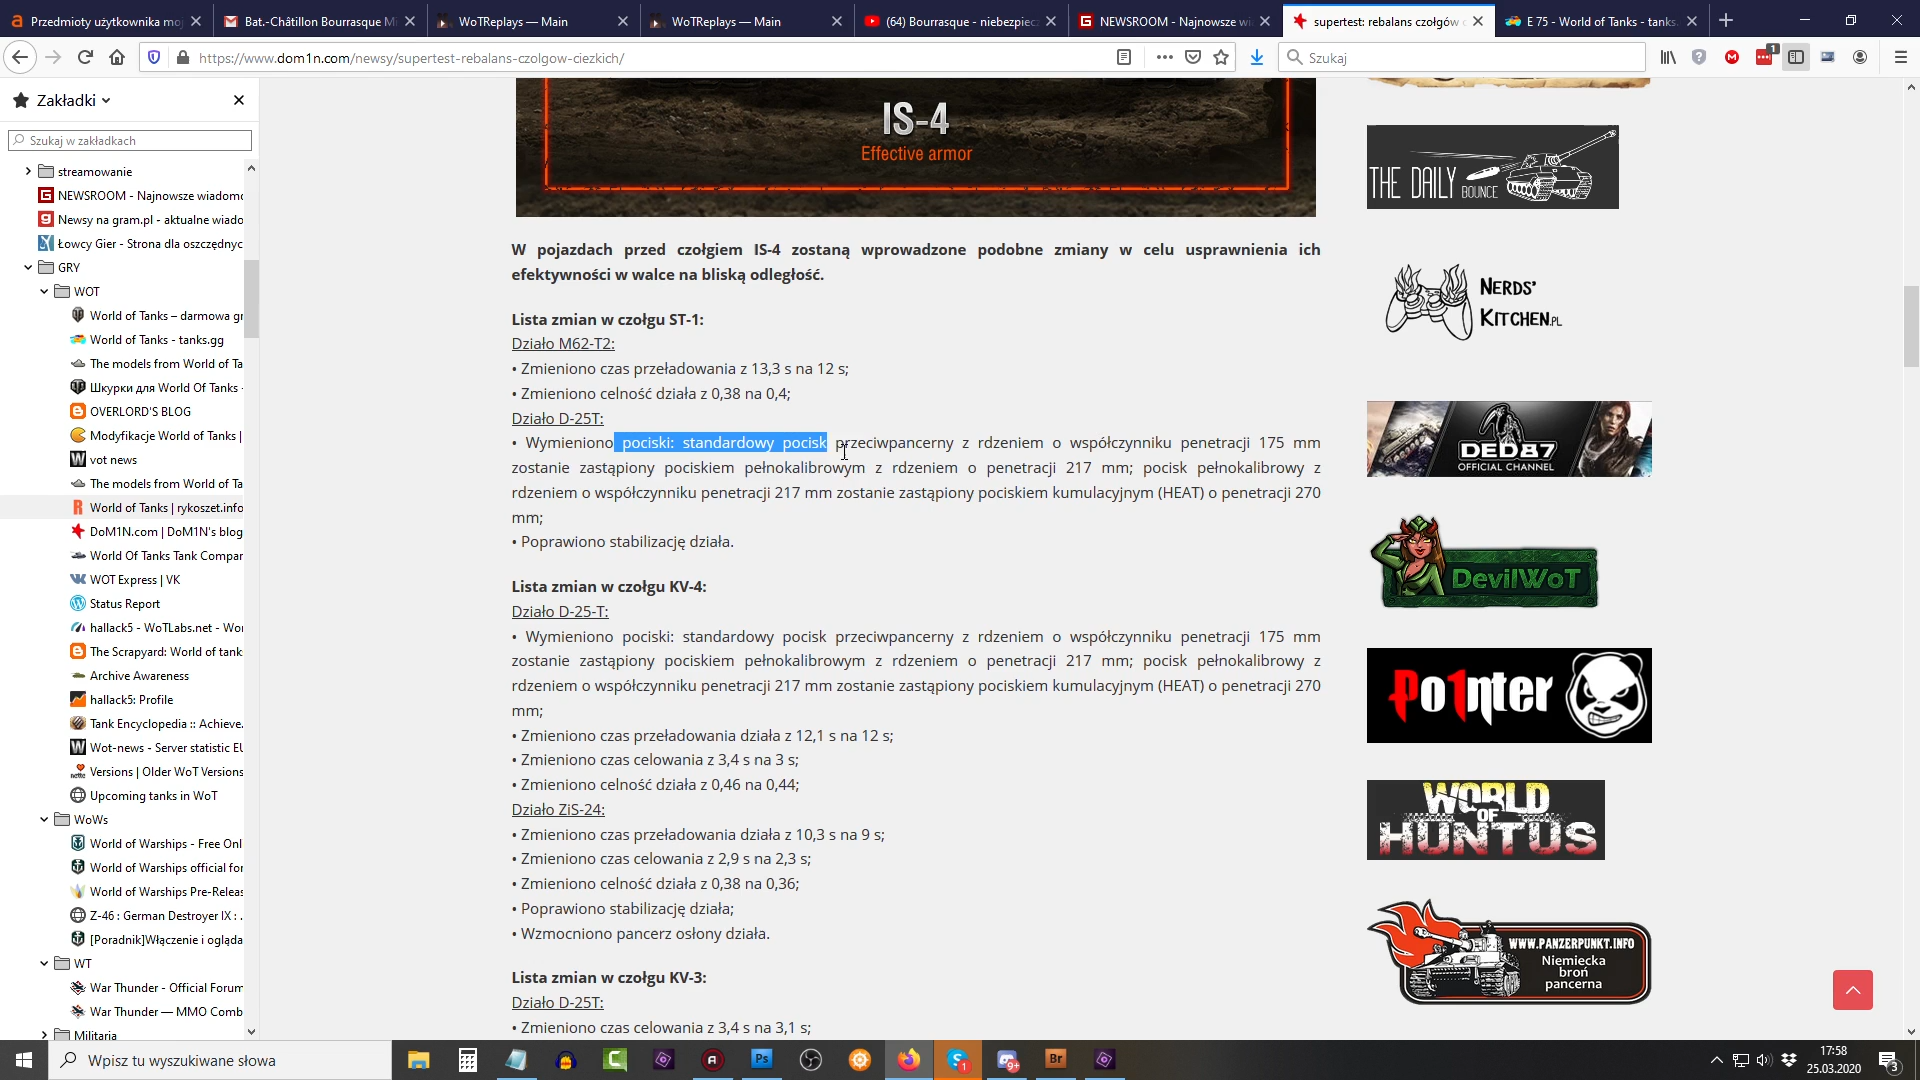 Przedmioty użytkownika mo
Bat.-Châtillon Bourrasque Mi
WoTReplays — Main
WoTReplays — Main
(64) Bourrasque - niebezpiec
NEWSROOM - Najnowsze wi
supertest: rebalans czołgów c
E 75 - World of Tanks - tanks.
https://www.dom1n.com/newsy/supertest-rebalans-czolgow-ciezkich/
Szukaj
1
Zakładki
Szukaj w zakładkach
streamowanie
NEWSROOM - Najnowsze wiadomo
Newsy na gram.pl - aktualne wiado
Łowcy Gier - Strona dla oszczędnyc
GRY
WOT
World of Tanks – darmowa gr
World of Tanks - tanks.gg
The models from World of Ta
Шкурки для World Of Tanks -
OVERLORD'S BLOG
Modyfikacje World of Tanks |
vot news
The models from World of Ta
World of Tanks | rykoszet.info
DoM1N.com | DoM1N's blog
World Of Tanks Tank Compar
WOT Express | VK
Status Report
hallack5 - WoTLabs.net - Wor
The Scrapyard: World of tank
Archive Awareness
hallack5: Profile
Tank Encyclopedia :: Achieve.
Wot-news - Server statistic EU
Versions | Older WoT Versions
Upcoming tanks in WoT
WoWs
World of Warships - Free Onl
World of Warships official for
World of Warships Pre-Releas
Z-46 : German Destroyer IX : .
[Poradnik]Włączenie i ogląda
WT
War Thunder - Official Forum
War Thunder — MMO Comb
Militaria
IS-4
Effective armor
W pojazdach przed czołgiem IS-4 zostaną wprowadzone podobne zmiany w celu usprawnienia ich
efektywności w walce na bliską odległość.
Lista zmian w czołgu ST-1:
Działo M62-T2:
• Zmieniono czas przeładowania z 13,3 s na 12 s;
• Zmieniono celność działa z 0,38 na 0,4;
Działo D-25T:
• Wymieniono pociski: standardowy pocisk przeciwpancerny z rdzeniem o współczynniku penetracji 175 mm
zostanie zastąpiony pociskiem pełnokalibrowym z rdzeniem o penetracji 217 mm; pocisk pełnokalibrowy z
rdzeniem o współczynniku penetracji 217 mm zostanie zastąpiony pociskiem kumulacyjnym (HEAT) o penetracji 270
mm;
• Poprawiono stabilizację działa.
Lista zmian w czołgu KV-4:
Działo D-25-T:
• Wymieniono pociski: standardowy pocisk przeciwpancerny z rdzeniem o współczynniku penetracji 175 mm
zostanie zastąpiony pociskiem pełnokalibrowym z rdzeniem o penetracji 217 mm; pocisk pełnokalibrowy z
rdzeniem o współczynniku penetracji 217 mm zostanie zastąpiony pociskiem kumulacyjnym (HEAT) o penetracji 270
mm;
• Zmieniono czas przeładowania działa z 12,1 s na 12 s;
• Zmieniono czas celowania z 3,4 s na 3 s;
• Zmieniono celność działa z 0,46 na 0,44;
Działo ZiS-24:
• Zmieniono czas przeładowania działa z 10,3 s na 9 s;
• Zmieniono czas celowania z 2,9 s na 2,3 s;
• Zmieniono celność działa z 0,38 na 0,36;
• Poprawiono stabilizację działa;
• Wzmocniono pancerz osłony działa.
Lista zmian w czołgu KV-3:
Działo D-25T:
• Zmieniono czas celowania z 3,4 s na 3,1 s;
THE DAILY BOUNCE
NERDS'
KITCHEN.PL
DED87
OFFICIAL CHANNEL
DevilWoT
Po1nter
WORLD
OF
HUNTUS
WWW.PANZERPUNKT.INFO
Niemiecka
broń
pancerna
Wpisz tu wyszukiwane słowa
Ps
1
9+
Br
17:58
25.03.2020
3